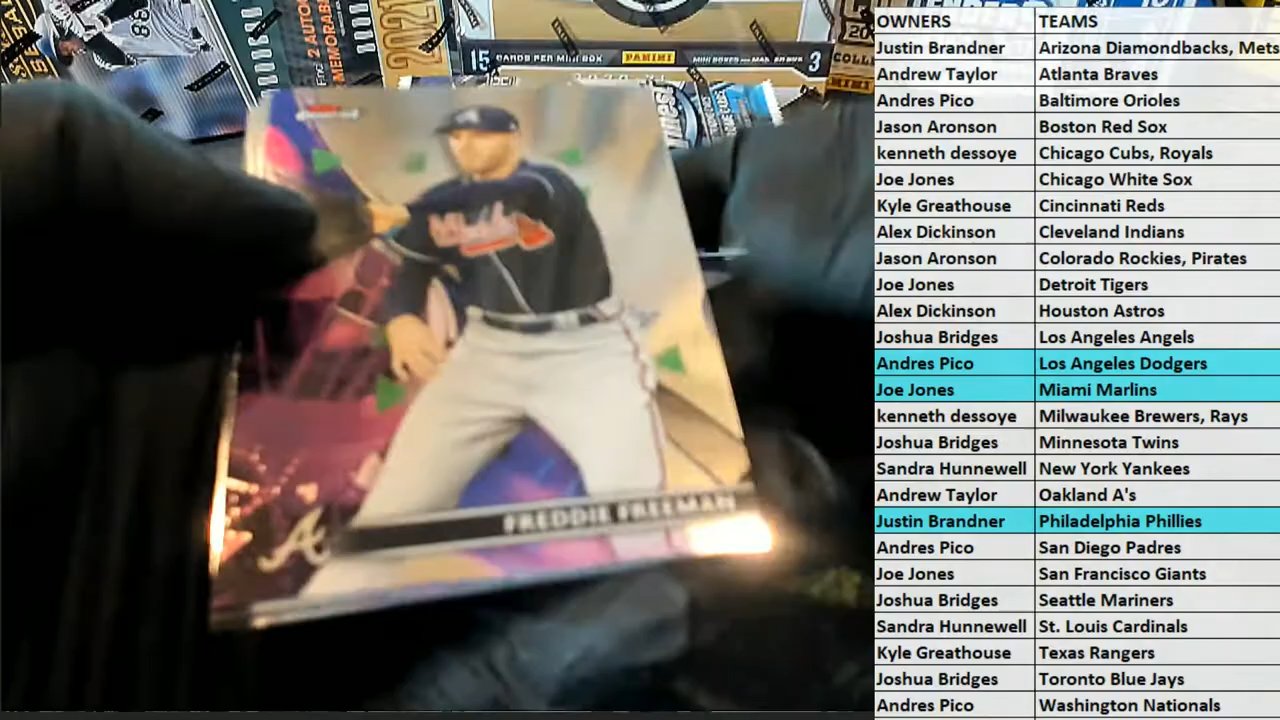 2 AUTO
MEMORABI
2021
15 CARDS PER MINI BOX PANINI 3
FREDDIE FREEMAN
A
OWNERS TEAMS
Justin Brandner Arizona Diamondbacks, Mets
Andrew Taylor Atlanta Braves
Andres Pico Baltimore Orioles
Jason Aronson Boston Red Sox
kenneth dessoye Chicago Cubs, Royals
Joe Jones Chicago White Sox
Kyle Greathouse Cincinnati Reds
Alex Dickinson Cleveland Indians
Jason Aronson Colorado Rockies, Pirates
Joe Jones Detroit Tigers
Alex Dickinson Houston Astros
Joshua Bridges Los Angeles Angels
Andres Pico Los Angeles Dodgers
Joe Jones Miami Marlins
kenneth dessoye Milwaukee Brewers, Rays
Joshua Bridges Minnesota Twins
Sandra Hunnewell New York Yankees
Andrew Taylor Oakland A's
Justin Brandner Philadelphia Phillies
Andres Pico San Diego Padres
Joe Jones San Francisco Giants
Joshua Bridges Seattle Mariners
Sandra Hunnewell St. Louis Cardinals
Kyle Greathouse Texas Rangers
Joshua Bridges Toronto Blue Jays
Andres Pico Washington Nationals